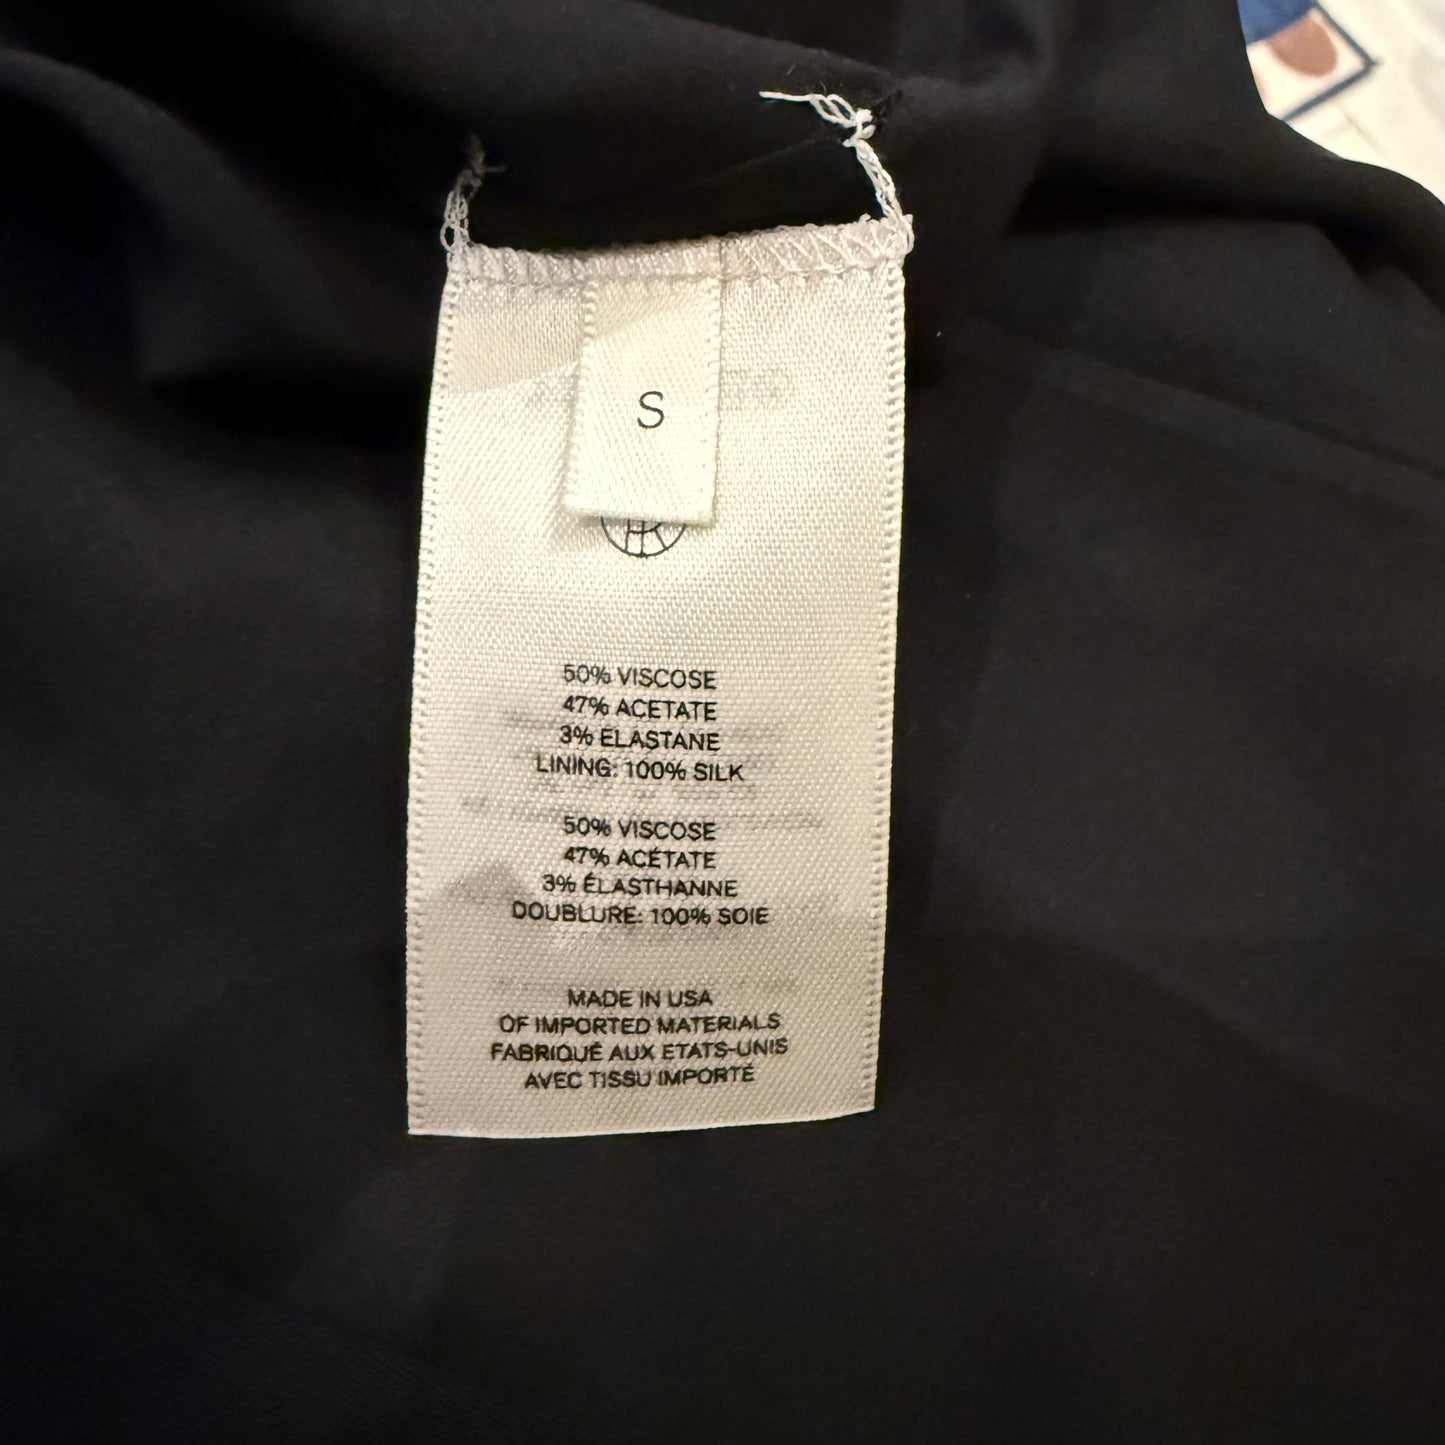 S
50% VISCOSE
47% ACETATE
3% ELASTANE
LINING: 100% SILK
50% VISCOSE
47% ACÉTATE
3% ÉLASTHANNE
DOUBLURE: 100% SOIE
MADE IN USA
OF IMPORTED MATERIALS
FABRIQUÉ AUX ETATS-UNIS
AVEC TISSU IMPORTÉ